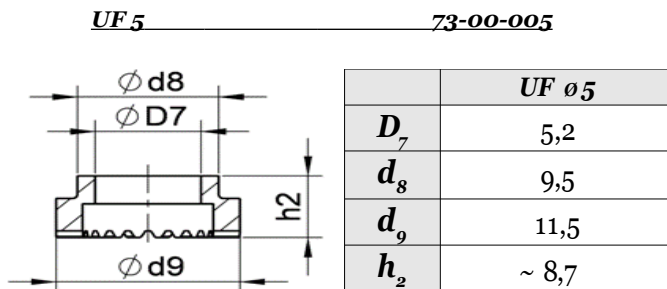 UF 5 73-00-005
Ø d8
Ø D7
h2
Ø d9
UF ø5
D7 5,2
d8 9,5
d9 11,5
h2 ~ 8,7